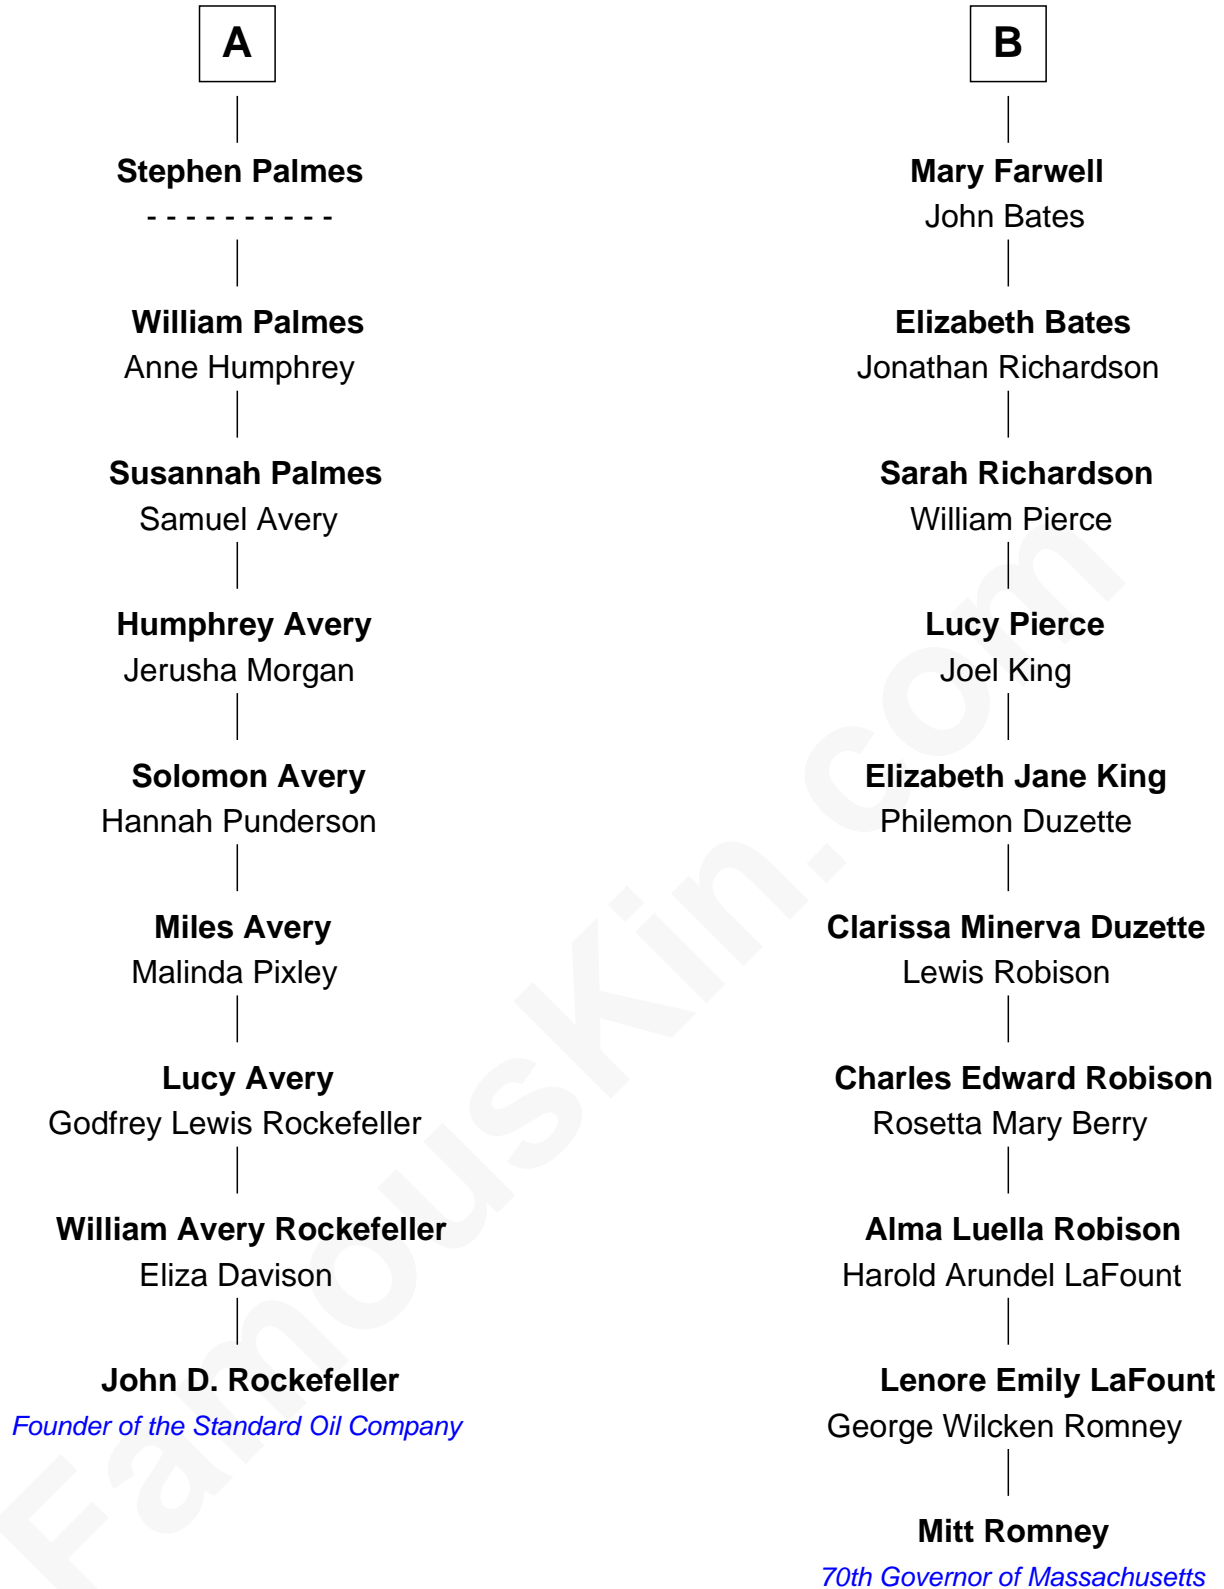 A
Stephen Palmes
- - - - - - - - - -
William Palmes
Anne Humphrey
Susannah Palmes
Samuel Avery
Humphrey Avery
Jerusha Morgan
Solomon Avery
Hannah Punderson
Miles Avery
Malinda Pixley
Lucy Avery
Godfrey Lewis Rockefeller
William Avery Rockefeller
Eliza Davison
John D. Rockefeller
Founder of the Standard Oil Company
B
Mary Farwell
John Bates
Elizabeth Bates
Jonathan Richardson
Sarah Richardson
William Pierce
Lucy Pierce
Joel King
Elizabeth Jane King
Philemon Duzette
Clarissa Minerva Duzette
Lewis Robison
Charles Edward Robison
Rosetta Mary Berry
Alma Luella Robison
Harold Arundel LaFount
Lenore Emily LaFount
George Wilcken Romney
Mitt Romney
70th Governor of Massachusetts
FamousKin.com